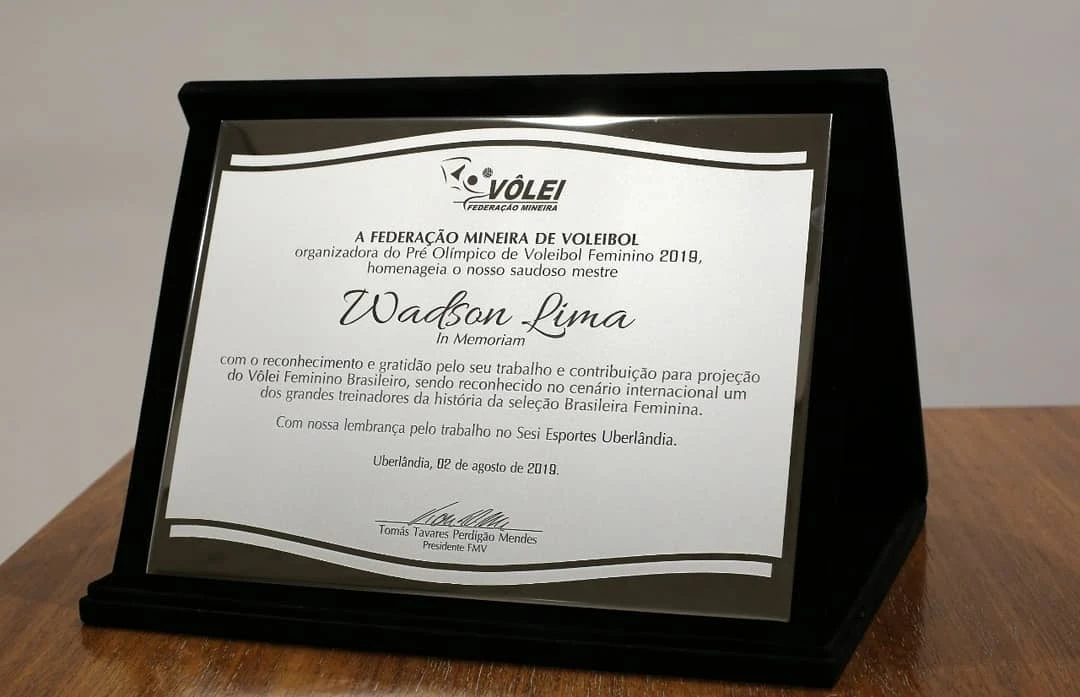 VÔLEI
FEDERAÇÃO MINEIRA
A FEDERAÇÃO MINEIRA DE VOLEIBOL
organizadora do Pré Olímpico de Voleibol Feminino 2019,
homenageia o nosso saudoso mestre
Wadson Lima
In Memoriam
com o reconhecimento e gratidão pelo seu trabalho e contribuição para projeção
do Vôlei Feminino Brasileiro, sendo reconhecido no cenário internacional um
dos grandes treinadores da história da seleção Brasileira Feminina.
Com nossa lembrança pelo trabalho no Sesi Esportes Uberlândia.
Uberlândia, 02 de agosto de 2019.
Tomás Tavares Perdigão Mendes
Presidente FMV